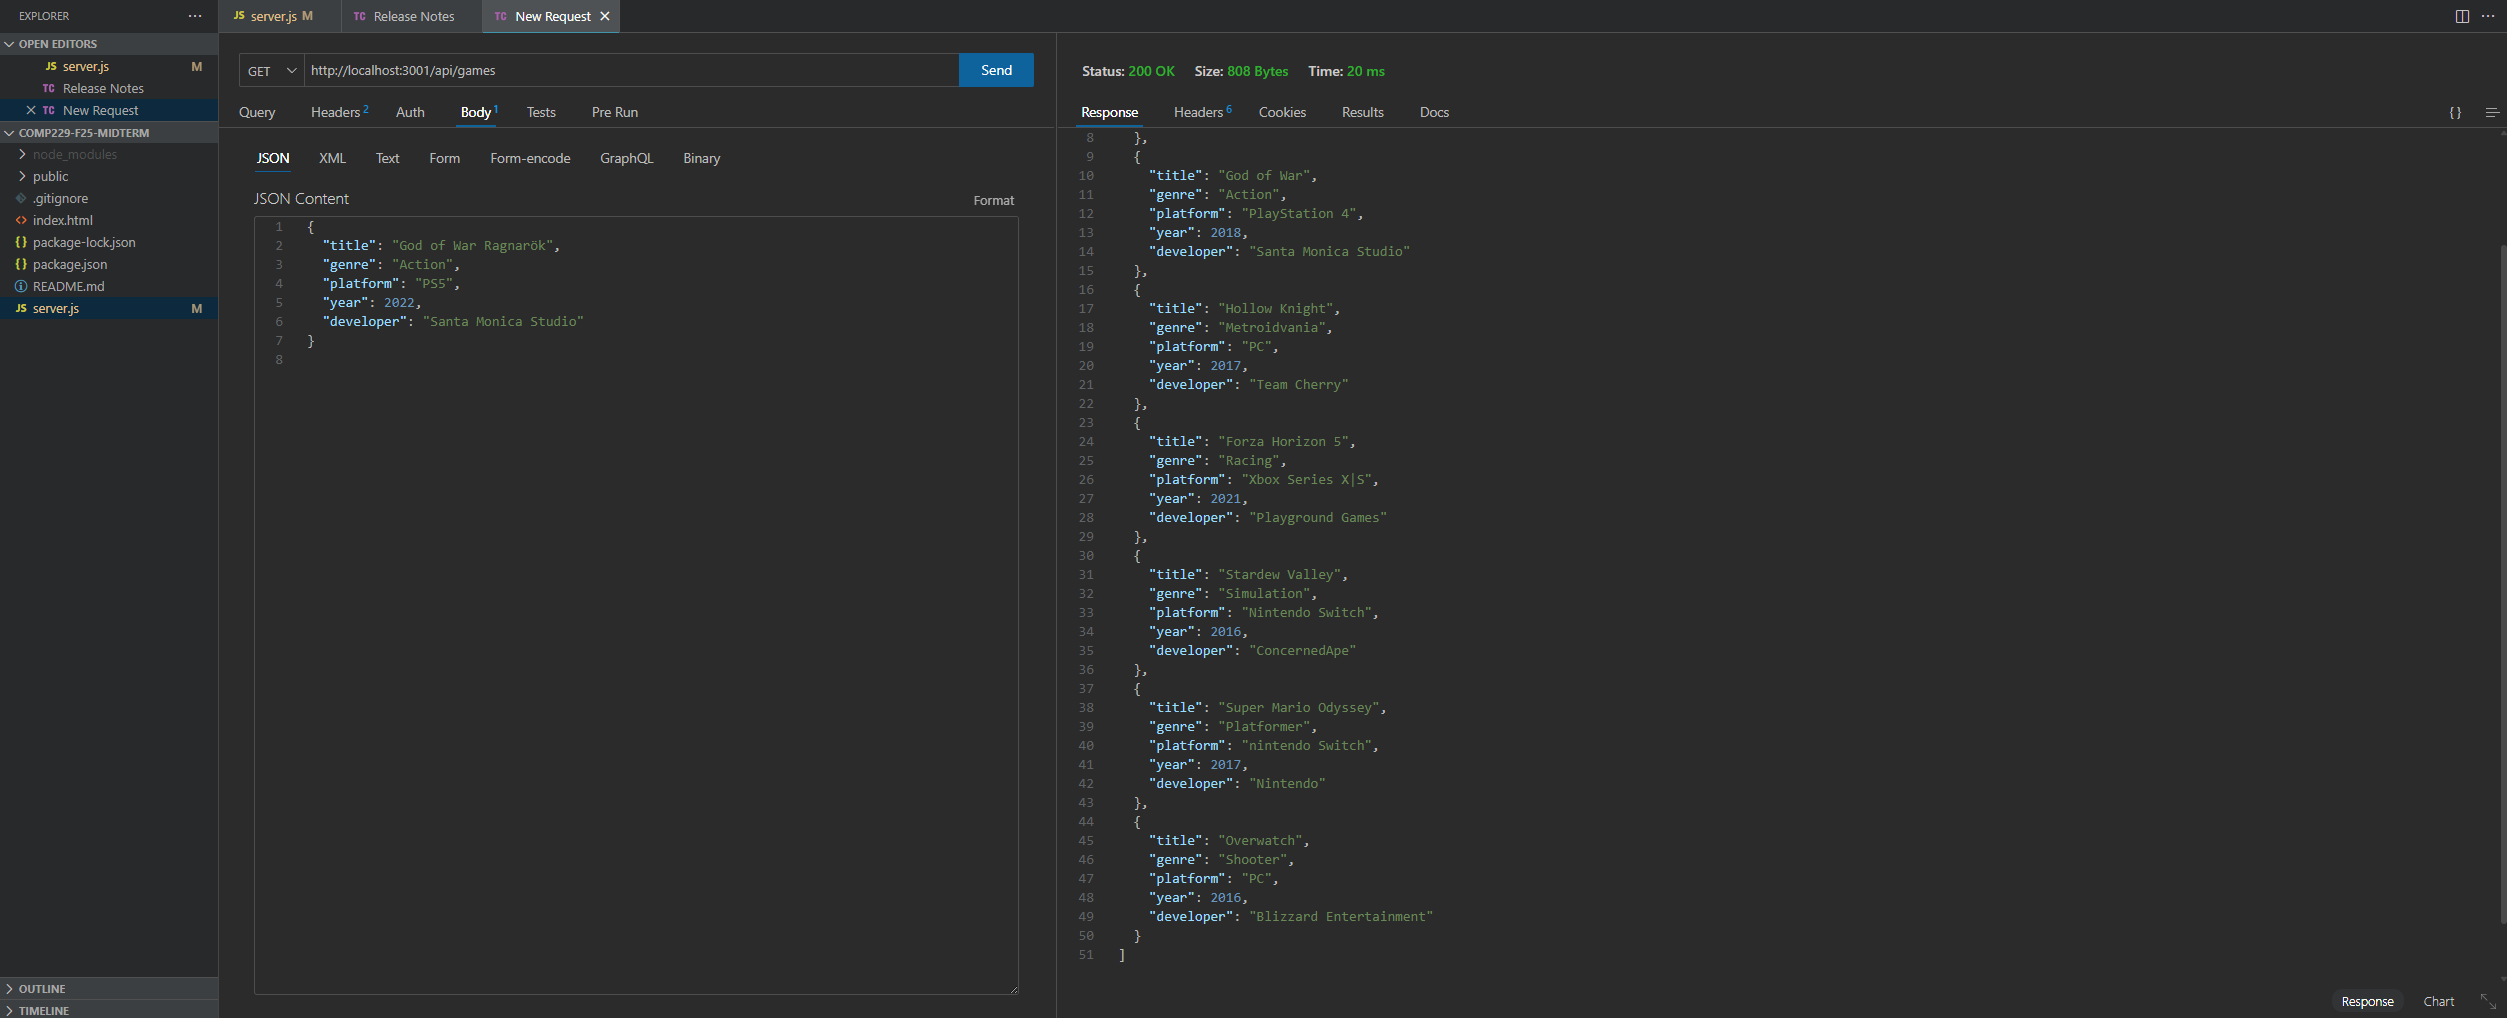 EXPLORER
OPEN EDITORS
JS server.js M
TC Release Notes
TC New Request
COMP229-F25-MIDTERM
node_modules
public
.gitignore
<> index.html
{} package-lock.json
{} package.json
README.md
JS server.js M
OUTLINE
TIMELINE
JS server.js M
TC Release Notes
TC New Request
GET http://localhost:3001/api/games Send
Query Headers 2 Auth Body 1 Tests Pre Run
JSON XML Text Form Form-encode GraphQL Binary
JSON Content Format
1 {
2 "title": "God of War Ragnarök",
3 "genre": "Action",
4 "platform": "PS5",
5 "year": 2022,
6 "developer": "Santa Monica Studio"
7 }
8
Status: 200 OK Size: 808 Bytes Time: 20 ms
Response Headers 6 Cookies Results Docs {}
8 },
9 {
10 "title": "God of War",
11 "genre": "Action",
12 "platform": "PlayStation 4",
13 "year": 2018,
14 "developer": "Santa Monica Studio"
15 },
16 {
17 "title": "Hollow Knight",
18 "genre": "Metroidvania",
19 "platform": "PC",
20 "year": 2017,
21 "developer": "Team Cherry"
22 },
23 {
24 "title": "Forza Horizon 5",
25 "genre": "Racing",
26 "platform": "Xbox Series X|S",
27 "year": 2021,
28 "developer": "Playground Games"
29 },
30 {
31 "title": "Stardew Valley",
32 "genre": "Simulation",
33 "platform": "Nintendo Switch",
34 "year": 2016,
35 "developer": "ConcernedApe"
36 },
37 {
38 "title": "Super Mario Odyssey",
39 "genre": "Platformer",
40 "platform": "nintendo Switch",
41 "year": 2017,
42 "developer": "Nintendo"
43 },
44 {
45 "title": "Overwatch",
46 "genre": "Shooter",
47 "platform": "PC",
48 "year": 2016,
49 "developer": "Blizzard Entertainment"
50 }
51 ]
Response Chart